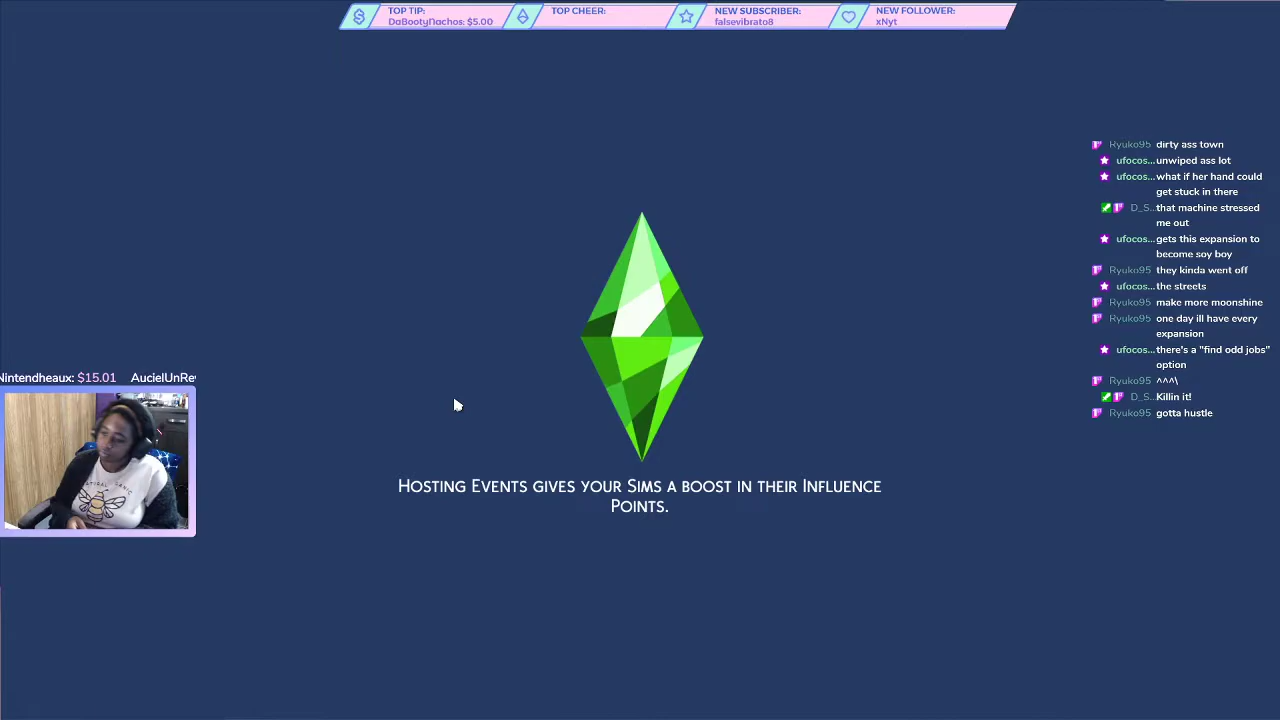 TOP TIP:
DaBootyNachos: $5.00
TOP CHEER:
NEW SUBSCRIBER:
falsevibrato8
NEW FOLLOWER:
xNyt
Ryuko95 dirty ass town
ufocos... unwiped ass lot
ufocos... what if her hand could
get stuck in there
D_S... that machine stressed
me out
ufocos... gets this expansion to
become soy boy
Ryuko95 they kinda went off
ufocos... the streets
Ryuko95 make more moonshine
Ryuko95 one day ill have every
expansion
ufocos... there's a "find odd jobs"
option
Ryuko95 ^^^\
D_S... Killin it!
Ryuko95 gotta hustle
Nintendheaux: $15.01 AucielUnRe
NATURAL
Hosting Events gives your Sims a boost in their Influence
Points.